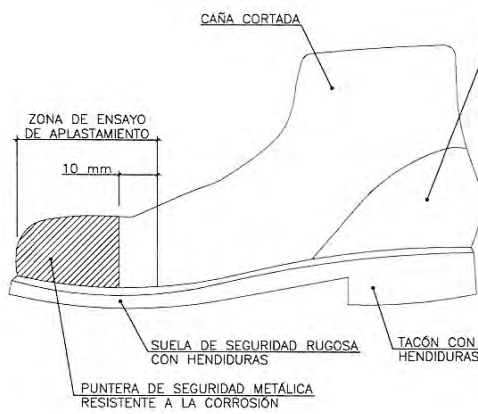 CAÑA CORTADA
ZONA DE ENSAYO
DE APLASTAMIENTO
10 mm
SUELA DE SEGURIDAD RUGOSA
CON HENDIDURAS
TACÓN CON
HENDIDURAS
PUNTERA DE SEGURIDAD METÁLICA
RESISTENTE A LA CORROSIÓN